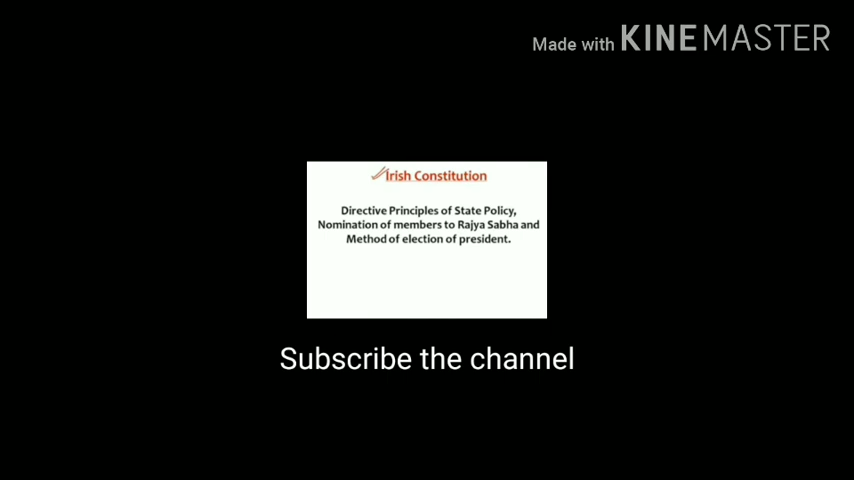 Made with KINEMASTER
Irish Constitution
Directive Principles of State Policy,
Nomination of members to Rajya Sabha and
Method of election of president.
Subscribe the channel